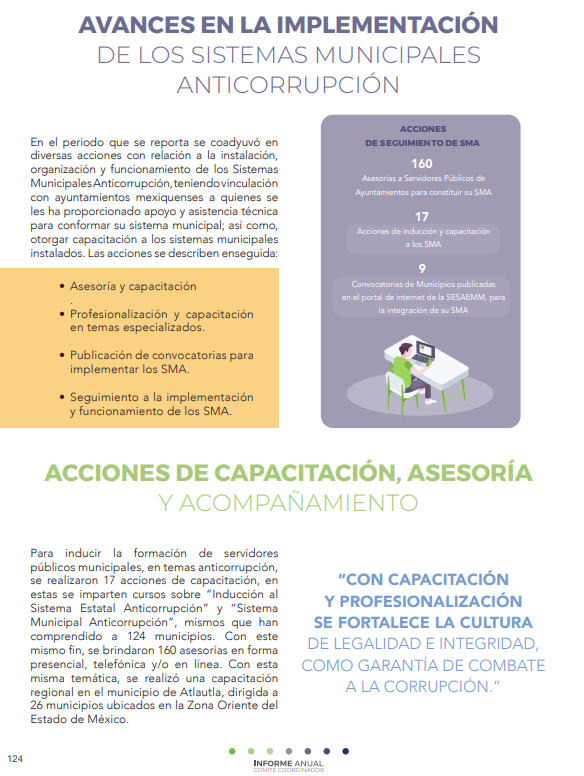 AVANCES EN LA IMPLEMENTACIÓN
DE LOS SISTEMAS MUNICIPALES
ANTICORRUPCIÓN
En el periodo que se reporta se coadyuvó en
diversas acciones con relación a la instalación,
organización y funcionamiento de los Sistemas
Municipales Anticorrupción, teniendo vinculación
con ayuntamientos mexiquenses a quienes se
les ha proporcionado apoyo y asistencia técnica
para conformar su sistema municipal; así como,
otorgar capacitación a los sistemas municipales
instalados. Las acciones se describen enseguida:
• Asesoría y capacitación
.
• Profesionalización y capacitación
en temas especializados.
• Publicación de convocatorias para
implementar los SMA.
• Seguimiento a la implementación
y funcionamiento de los SMA.
ACCIONES
DE SEGUIMIENTO DE SMA
160
Asesorías a Servidores Públicos de
Ayuntamientos para constituir su SMA
17
Acciones de inducción y capacitación
a los SMA
9
Convocatorias de Municipios publicadas
en el portal de internet de la SESAEMM, para
la integración de su SMA
ACCIONES DE CAPACITACIÓN, ASESORÍA
Y ACOMPAÑAMIENTO
Para inducir la formación de servidores
públicos municipales, en temas anticorrupción,
se realizaron 17 acciones de capacitación, en
estas se imparten cursos sobre “Inducción al
Sistema Estatal Anticorrupción” y “Sistema
Municipal Anticorrupción”, mismos que han
comprendido a 124 municipios. Con este
mismo fin, se brindaron 160 asesorías en forma
presencial, telefónica y/o en línea. Con esta
misma temática, se realizó una capacitación
regional en el municipio de Atlautla, dirigida a
26 municipios ubicados en la Zona Oriente del
Estado de México.
“CON CAPACITACIÓN
Y PROFESIONALIZACIÓN
SE FORTALECE LA CULTURA
DE LEGALIDAD E INTEGRIDAD,
COMO GARANTÍA DE COMBATE
A LA CORRUPCIÓN.”
124
INFORME ANUAL
COMITÉ COORDINADOR